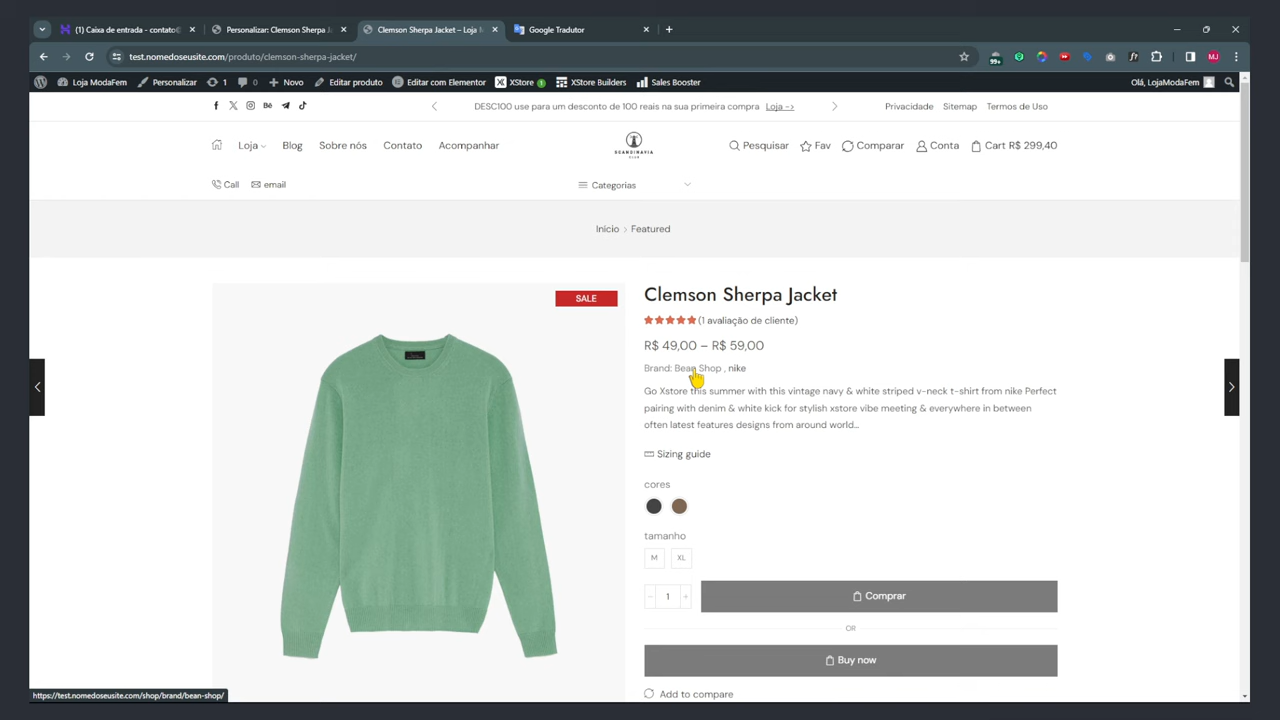 (1) Caixa de entrada - contato@
Personalizar: Clemson Sherpa Ja
Clemson Sherpa Jacket – Loja M
Google Tradutor
test.nomedoseusite.com/produto/clemson-sherpa-jacket/
99+
f?
MJ
Loja ModaFem
Personalizar
1
0
Novo
Editar produto
Editar com Elementor
XStore 1
XStore Builders
Sales Booster
Olá, LojaModaFem
DESC100 use para um desconto de 100 reais na sua primeira compra Loja ->
Privacidade
Sitemap
Termos de Uso
Loja
Blog
Sobre nós
Contato
Acompanhar
SCANDINAVIA
CLUB
Pesquisar
Fav
Comparar
Conta
Cart R$ 299,40
Call
email
Categorias
Início > Featured
SALE
Clemson Sherpa Jacket
(1 avaliação de cliente)
R$ 49,00 – R$ 59,00
Brand: Bean Shop , nike
Go Xstore this summer with this vintage navy & white striped v-neck t-shirt from nike Perfect
pairing with denim & white kick for stylish xstore vibe meeting & everywhere in between
often latest features designs from around world…
Sizing guide
cores
tamanho
M
XL
- 1 +
Comprar
OR
Buy now
Add to compare
https://test.nomedoseusite.com/shop/brand/bean-shop/